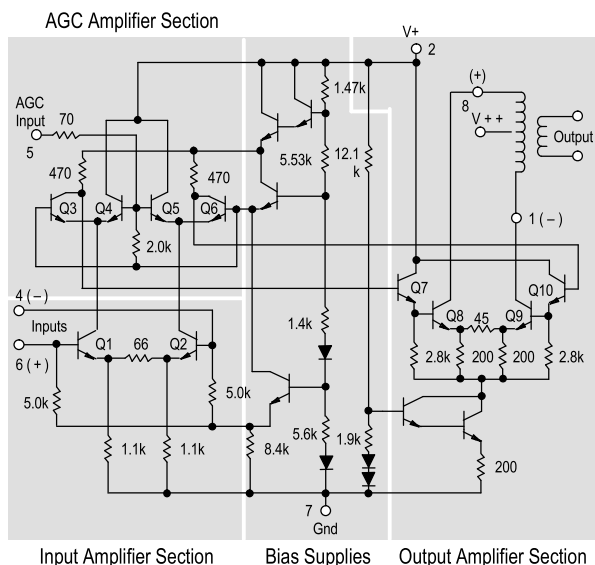 AGC Amplifier Section
V+
2
1.47k
(+)
8
V + +
Output
AGC
Input
5
70
470
470
5.53k
12.1
k
Q3
Q4
Q5
Q6
2.0k
1 ( – )
4 ( – )
Inputs
6 ( + )
Q1
66
Q2
1.4k
Q7
Q8
45
Q9
Q10
2.8k
200
200
2.8k
5.0k
5.0k
1.1k
1.1k
8.4k
5.6k
1.9k
200
7
Gnd
Input Amplifier Section
Bias Supplies
Output Amplifier Section